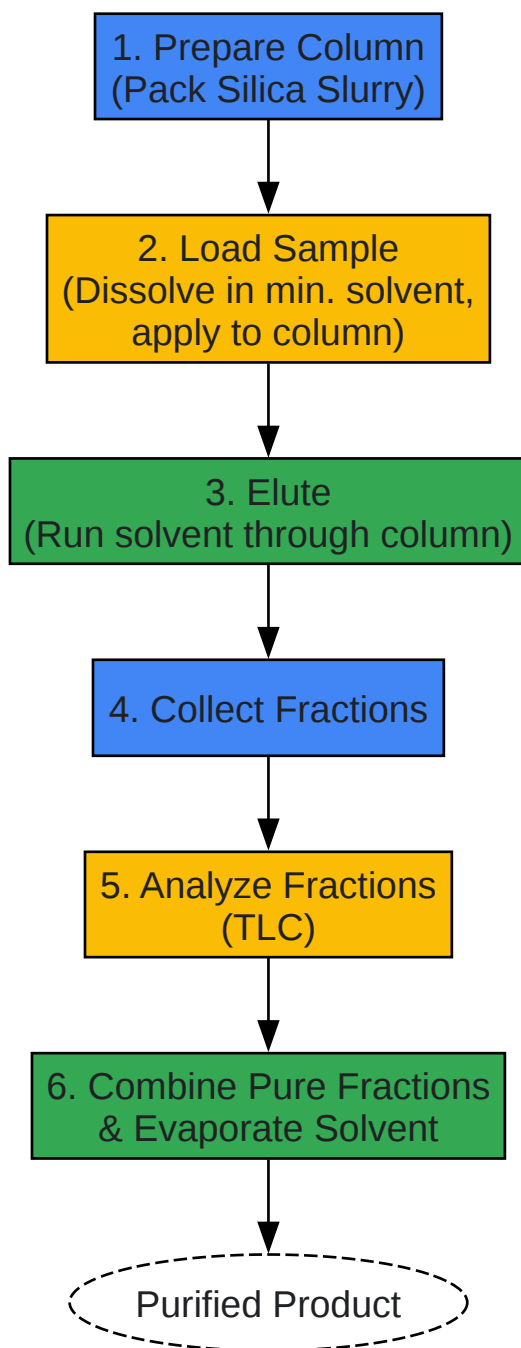 1. Prepare Column
(Pack Silica Slurry)
2. Load Sample
(Dissolve in min. solvent,
apply to column)
3. Elute
(Run solvent through column)
4. Collect Fractions
5. Analyze Fractions
(TLC)
6. Combine Pure Fractions
& Evaporate Solvent
Purified Product